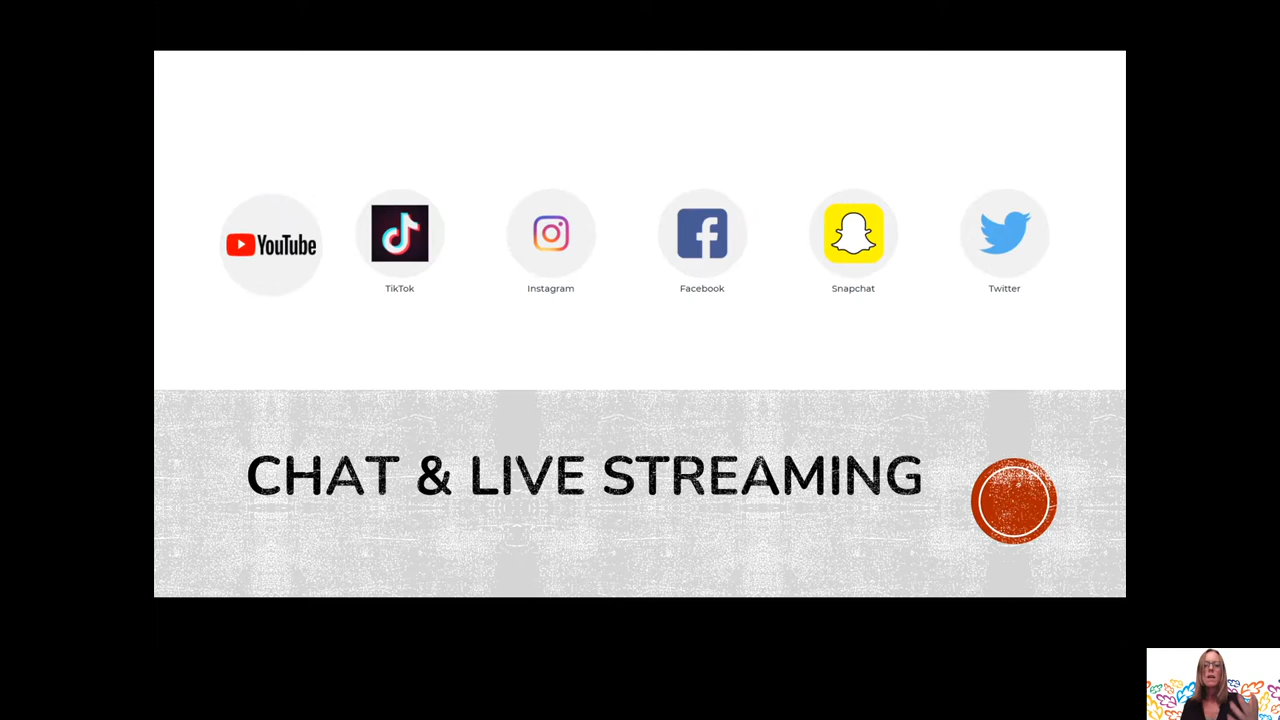 YouTube
TikTok
Instagram
Facebook
Snapchat
Twitter
CHAT & LIVE STREAMING